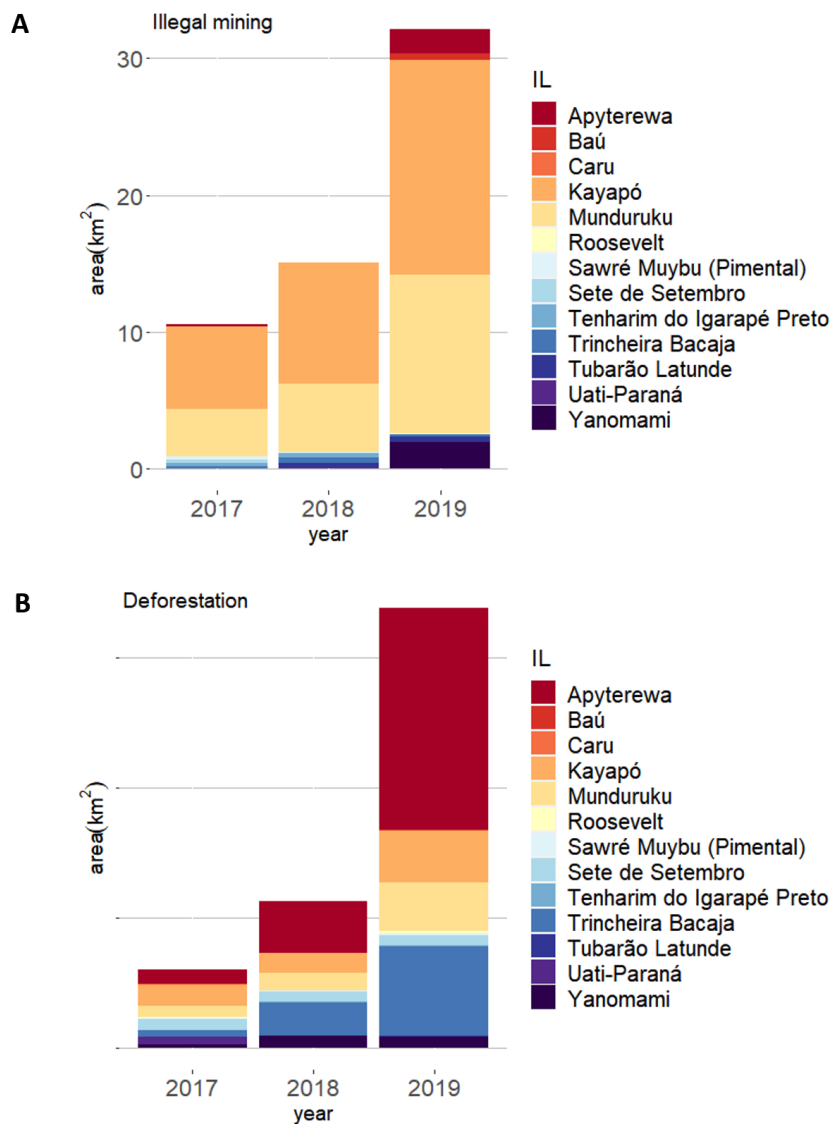 A
Illegal mining
30
20
10
0
area(km²)
2017
2018
2019
year
IL
Apyterewa
Baú
Caru
Kayapó
Munduruku
Roosevelt
Sawré Muybu (Pimental)
Sete de Setembro
Tenharim do Igarapé Preto
Trincheira Bacaja
Tubarão Latunde
Uati-Paraná
Yanomami
B
Deforestation
area(km²)
2017
2018
2019
year
IL
Apyterewa
Baú
Caru
Kayapó
Munduruku
Roosevelt
Sawré Muybu (Pimental)
Sete de Setembro
Tenharim do Igarapé Preto
Trincheira Bacaja
Tubarão Latunde
Uati-Paraná
Yanomami